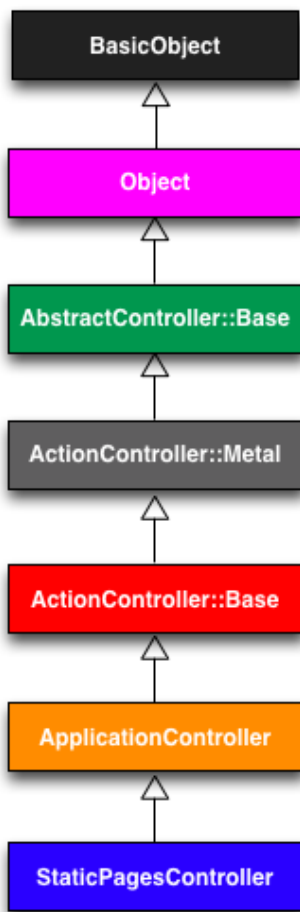 BasicObject
Object
AbstractController::Base
ActionController::Metal
ActionController::Base
ApplicationController
StaticPagesController